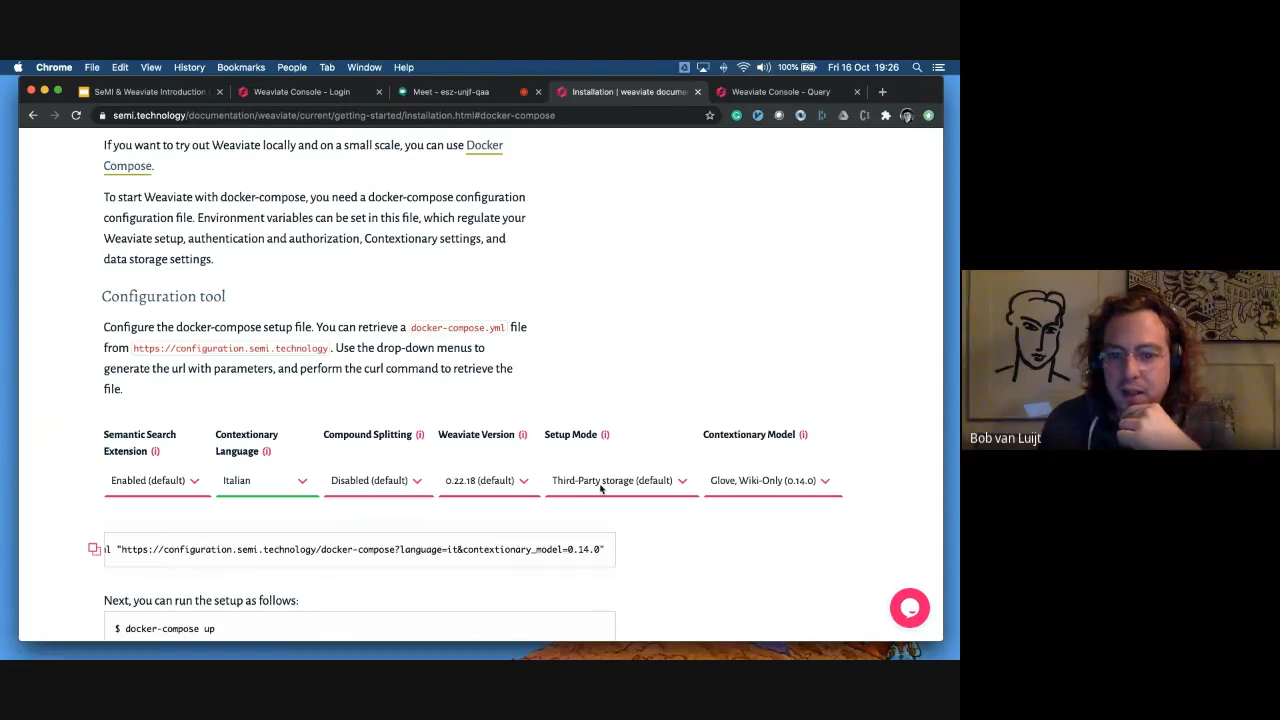 Chrome File Edit View History Bookmarks People Tab Window Help 100% Fri 16 Oct 19:26
SeMI & Weaviate Introduction Weaviate Console - Login Meet - esz-unjf-qaa Installation | weaviate docume Weaviate Console - Query
semi.technology/documentation/weaviate/current/getting-started/installation.html#docker-compose
If you want to try out Weaviate locally and on a small scale, you can use Docker
Compose.
To start Weaviate with docker-compose, you need a docker-compose configuration
configuration file. Environment variables can be set in this file, which regulate your
Weaviate setup, authentication and authorization, Contextionary settings, and
data storage settings.
Configuration tool
Configure the docker-compose setup file. You can retrieve a docker-compose.yml file
from https://configuration.semi.technology. Use the drop-down menus to
generate the url with parameters, and perform the curl command to retrieve the
file.
Semantic Search
Extension (i)
Contextionary
Language (i)
Compound Splitting (i)
Weaviate Version (i)
Setup Mode (i)
Contextionary Model (i)
Enabled (default) Italian Disabled (default) 0.22.18 (default) Third-Party storage (default) Glove, Wiki-Only (0.14.0)
l "https://configuration.semi.technology/docker-compose?language=it&contextionary_model=0.14.0"
Next, you can run the setup as follows:
$ docker-compose up
Bob van Luijt